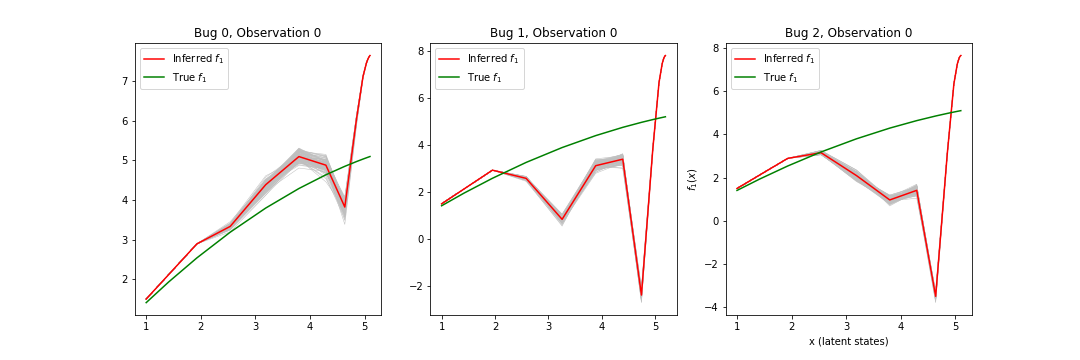 Bug 0, Observation 0
Inferred f₁
True f₁
7
6
5
4
3
2
1 2 3 4 5
Bug 1, Observation 0
Inferred f₁
True f₁
8
6
4
2
0
−2
1 2 3 4 5
Bug 2, Observation 0
Inferred f₁
True f₁
f₁(x)
8
6
4
2
0
−2
−4
1 2 3 4 5
x (latent states)